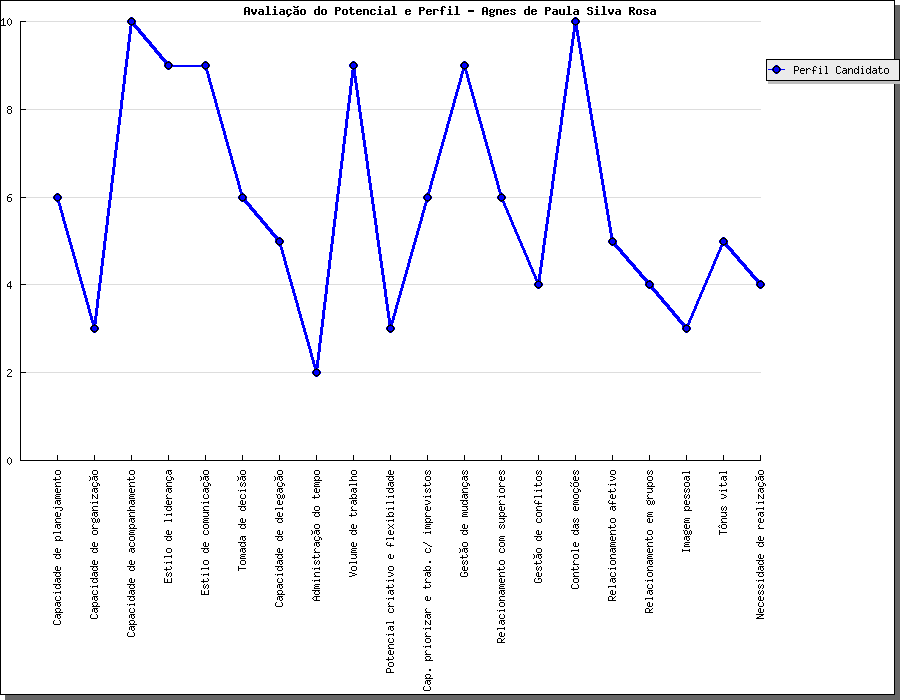 Avaliação do Potencial e Perfil - Agnes de Paula Silva Rosa
Perfil Candidato
10
8
6
4
2
0
Capacidade de planejamento
Capacidade de organização
Capacidade de acompanhamento
Estilo de liderança
Estilo de comunicação
Tomada de decisão
Capacidade de delegação
Administração do tempo
Volume de trabalho
Potencial criativo e flexibilidade
Cap. priorizar e trab. c/ imprevistos
Gestão de mudanças
Relacionamento com superiores
Gestão de conflitos
Controle das emoções
Relacionamento afetivo
Relacionamento em grupos
Imagem pessoal
Tônus vital
Necessidade de realização